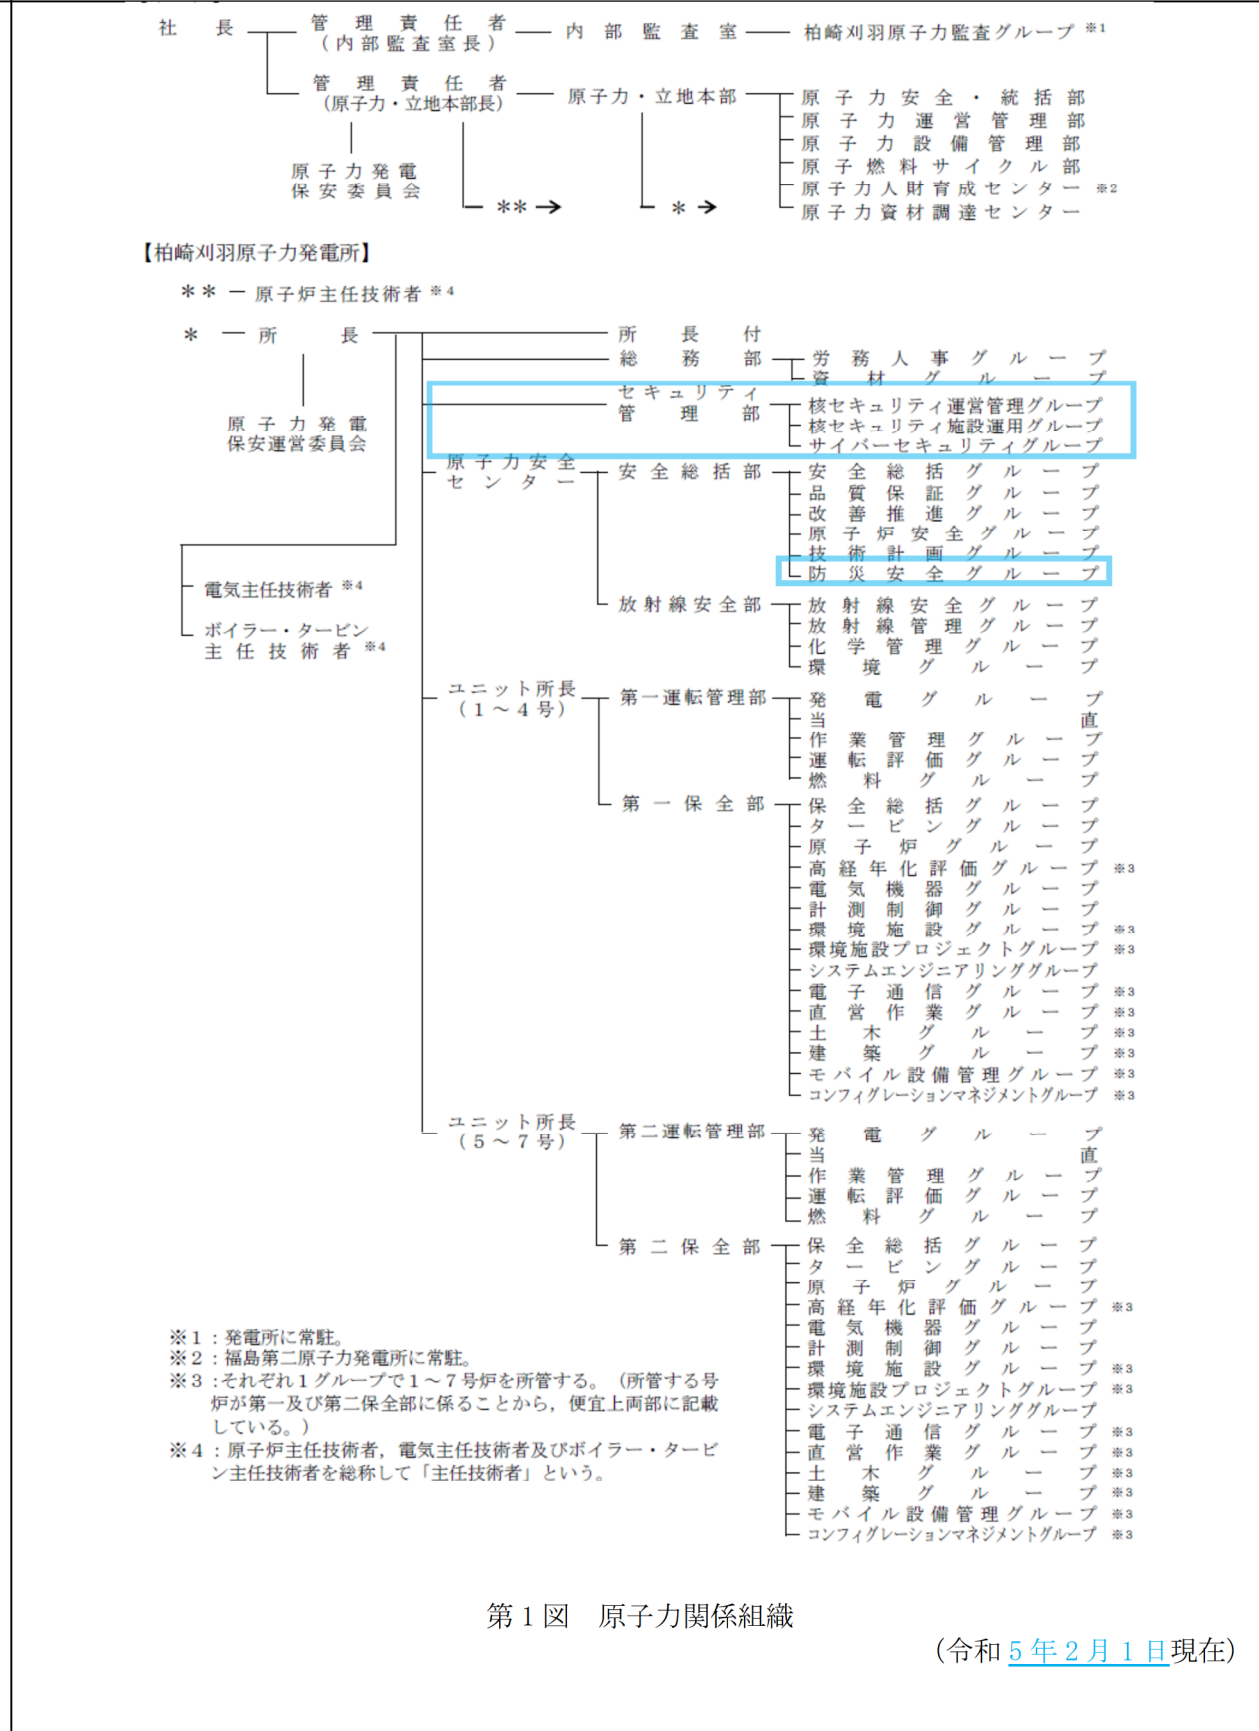 社長 管理責任者 内部監査室 柏崎刈羽原子力監査グループ ※1
(内部監査室長)
管理責任者
(原子力・立地本部長) 原子力・立地本部 原子力安全・統括部
原子力運営管理部
原子力設備管理部
原子力発電 原子燃料サイクル部
保安委員会 原子力人財育成センター ※2
** → * → 原子力資材調達センター
【柏崎刈羽原子力発電所】
** ー 原子炉主任技術者 ※4
* ー 所長 所長付
総務部 労務人事グループ
資材グループ
セキュリティ
管理部 核セキュリティ運営管理グループ
核セキュリティ施設運用グループ
サイバーセキュリティグループ
原子力発電
保安運営委員会
原子力安全
センター 安全総括部 安全総括グループ
品質保証グループ
改善推進グループ
原子炉安全グループ
技術計画グループ
防災安全グループ
電気主任技術者 ※4
ボイラー・タービン
主任技術者 ※4
放射線安全部 放射線安全グループ
放射線管理グループ
化学管理グループ
環境グループ
ユニット所長
(1～4号) 第一運転管理部 発電グループ
当直
作業管理グループ
運転評価グループ
燃料グループ
第一保全部 保全総括グループ
タービングループ
原子炉グループ
高経年化評価グループ ※3
電気機器グループ
計測制御グループ
環境施設グループ ※3
環境施設プロジェクトグループ ※3
システムエンジニアリンググループ
電子通信グループ ※3
直営作業グループ ※3
土木グループ ※3
建築グループ ※3
モバイル設備管理グループ ※3
コンフィグレーションマネジメントグループ ※3
ユニット所長
(5～7号) 第二運転管理部 発電グループ
当直
作業管理グループ
運転評価グループ
燃料グループ
第二保全部 保全総括グループ
タービングループ
原子炉グループ
高経年化評価グループ ※3
電気機器グループ
計測制御グループ
環境施設グループ ※3
環境施設プロジェクトグループ ※3
システムエンジニアリンググループ
電子通信グループ ※3
直営作業グループ ※3
土木グループ ※3
建築グループ ※3
モバイル設備管理グループ ※3
コンフィグレーションマネジメントグループ ※3
※1:発電所に常駐。
※2:福島第二原子力発電所に常駐。
※3:それぞれ1グループで1～7号炉を所管する。(所管する号
炉が第一及び第二保全部に係ることから，便宜上両部に記載
している。)
※4:原子炉主任技術者，電気主任技術者及びボイラー・タービ
ン主任技術者を総称して「主任技術者」という。
第1図 原子力関係組織
(令和5年2月1日現在)